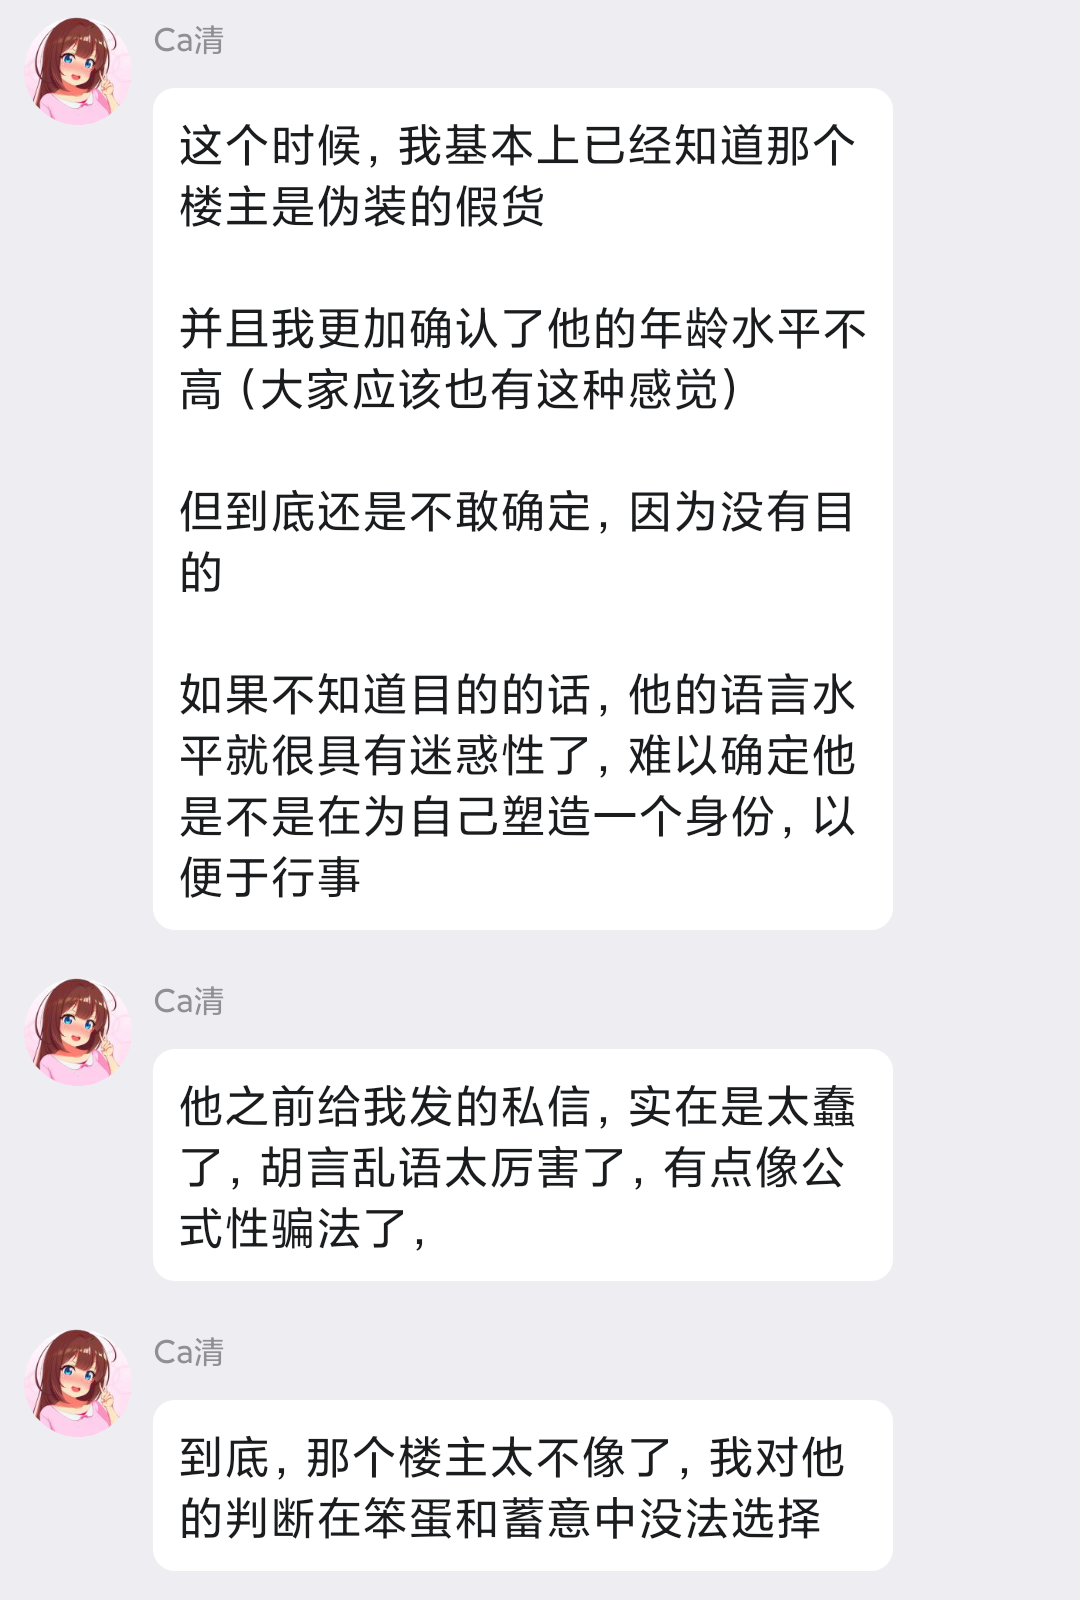 Ca清
这个时候，我基本上已经知道那个
楼主是伪装的假货
并且我更加确认了他的年龄水平不
高（大家应该也有这种感觉）
但到底还是不敢确定，因为没有目
的
如果不知道目的的话，他的语言水
平就很具有迷惑性了，难以确定他
是不是在为自己塑造一个身份，以
便于行事
Ca清
他之前给我发的私信，实在是太蠢
了，胡言乱语太厉害了，有点像公
式性骗法了，
Ca清
到底，那个楼主太不像了，我对他
的判断在笨蛋和蓄意中没法选择